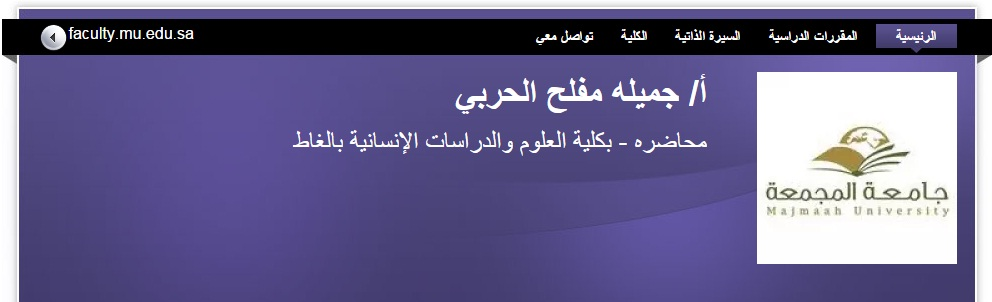 الرئيسية المقررات الدراسية السيرة الذاتية الكلية تواصل معي faculty.mu.edu.sa
أ/ جميله مفلح الحربي
محاضره - بكلية العلوم والدراسات الإنسانية بالغاط
جامعة المجمعة
Majmaah University